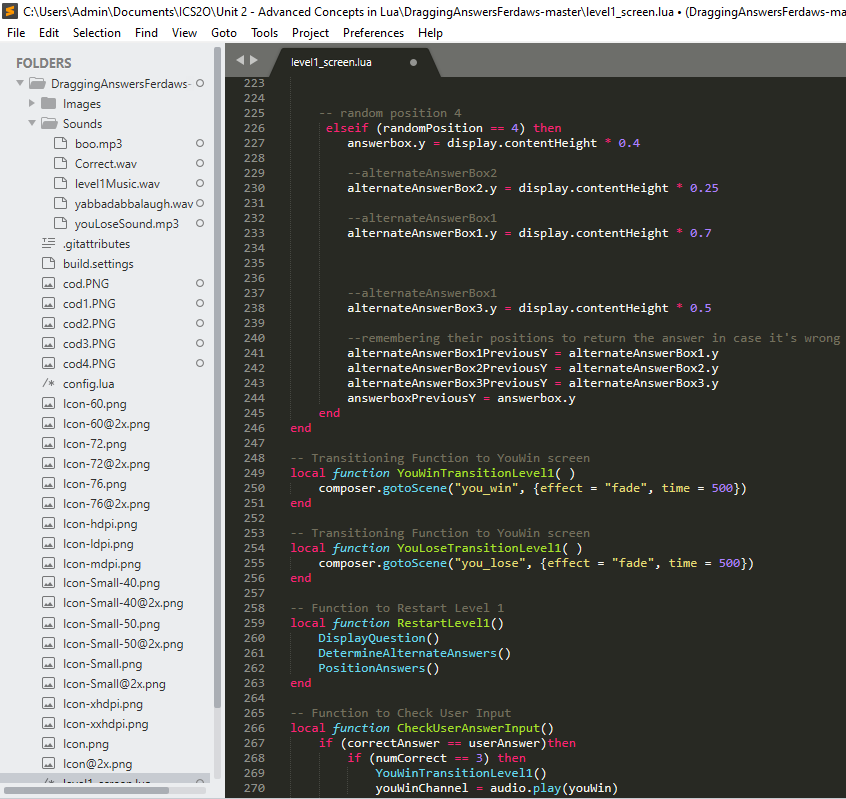 C:\Users\Admin\Documents\ICS2O\Unit 2 - Advanced Concepts in Lua\DraggingAnswersFerdaws-master\level1_screen.lua • (DraggingAnswersFerdaws-ma
File Edit Selection Find View Goto Tools Project Preferences Help
FOLDERS
DraggingAnswersFerdaws-
Images
Sounds
boo.mp3
Correct.wav
level1Music.wav
yabbadabbalaugh.wav
youLoseSound.mp3
.gitattributes
build.settings
cod.PNG
cod1.PNG
cod2.PNG
cod3.PNG
cod4.PNG
/* config.lua
Icon-60.png
Icon-60@2x.png
Icon-72.png
Icon-72@2x.png
Icon-76.png
Icon-76@2x.png
Icon-hdpi.png
Icon-ldpi.png
Icon-mdpi.png
Icon-Small-40.png
Icon-Small-40@2x.png
Icon-Small-50.png
Icon-Small-50@2x.png
Icon-Small.png
Icon-Small@2x.png
Icon-xhdpi.png
Icon-xxhdpi.png
Icon.png
Icon@2x.png
/* level1_screen.lua
level1_screen.lua
223
224
225 -- random position 4
226 elseif (randomPosition == 4) then
227 answerbox.y = display.contentHeight * 0.4
228
229 --alternateAnswerBox2
230 alternateAnswerBox2.y = display.contentHeight * 0.25
231
232 --alternateAnswerBox1
233 alternateAnswerBox1.y = display.contentHeight * 0.7
234
235
236
237 --alternateAnswerBox1
238 alternateAnswerBox3.y = display.contentHeight * 0.5
239
240 --remembering their positions to return the answer in case it's wrong
241 alternateAnswerBox1PreviousY = alternateAnswerBox1.y
242 alternateAnswerBox2PreviousY = alternateAnswerBox2.y
243 alternateAnswerBox3PreviousY = alternateAnswerBox3.y
244 answerboxPreviousY = answerbox.y
245 end
246 end
247
248 -- Transitioning Function to YouWin screen
249 local function YouWinTransitionLevel1( )
250 composer.gotoScene("you_win", {effect = "fade", time = 500})
251 end
252
253 -- Transitioning Function to YouWin screen
254 local function YouLoseTransitionLevel1( )
255 composer.gotoScene("you_lose", {effect = "fade", time = 500})
256 end
257
258 -- Function to Restart Level 1
259 local function RestartLevel1()
260 DisplayQuestion()
261 DetermineAlternateAnswers()
262 PositionAnswers()
263 end
264
265 -- Function to Check User Input
266 local function CheckUserAnswerInput()
267 if (correctAnswer == userAnswer)then
268 if (numCorrect == 3) then
269 YouWinTransitionLevel1()
270 youWinChannel = audio.play(youWin)